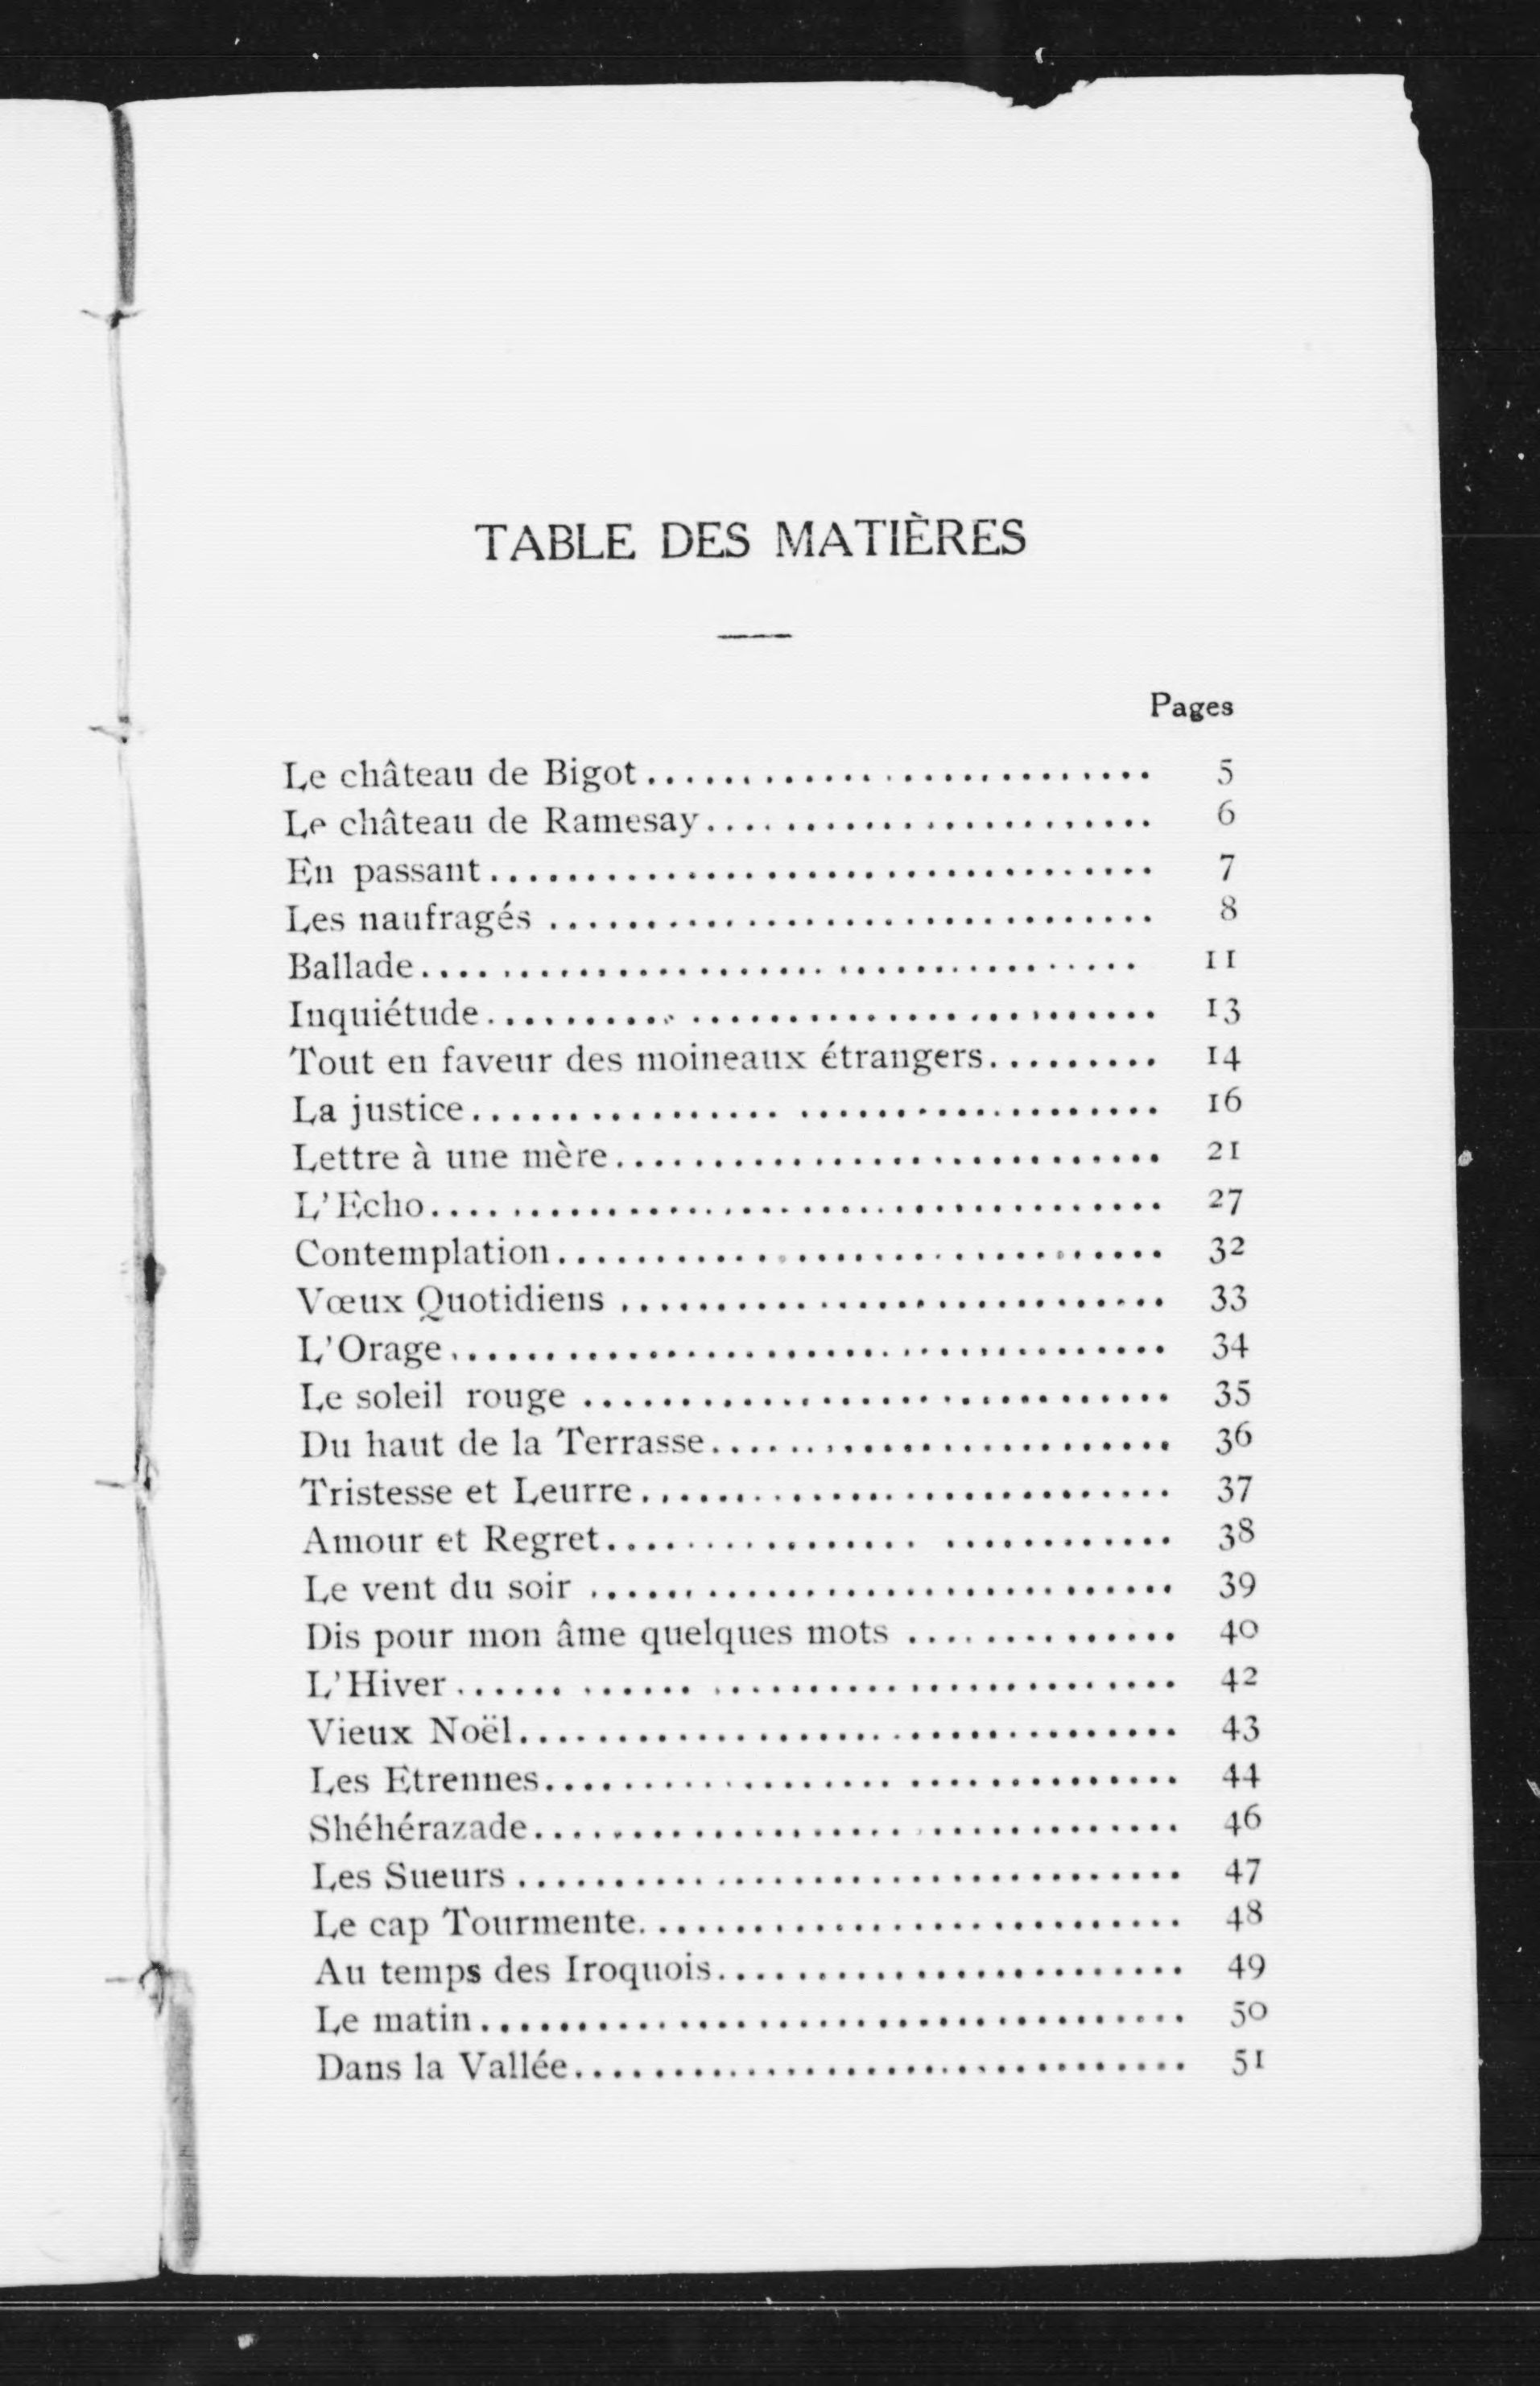 TABLE DES MATIÈRES
Pages
Le château de Bigot.......................... 5
Le château de Ramesay....................... 6
En passant.................................. 7
Les naufragés ............................... 8
Ballade..................................... 11
Inquiétude.................................. 13
Tout en faveur des moineaux étrangers......... 14
La justice.................................. 16
Lettre à une mère............................ 21
L'Echo...................................... 27
Contemplation............................... 32
Vœux Quotidiens ............................ 33
L'Orage..................................... 34
Le soleil rouge .............................. 35
Du haut de la Terrasse........................ 36
Tristesse et Leurre........................... 37
Amour et Regret............................. 38
Le vent du soir .............................. 39
Dis pour mon âme quelques mots .............. 40
L'Hiver..................................... 42
Vieux Noël.................................. 43
Les Etrennes................................ 44
Shéhérazade................................. 46
Les Sueurs .................................. 47
Le cap Tourmente............................ 48
Au temps des Iroquois........................ 49
Le matin.................................... 50
Dans la Vallée............................... 51